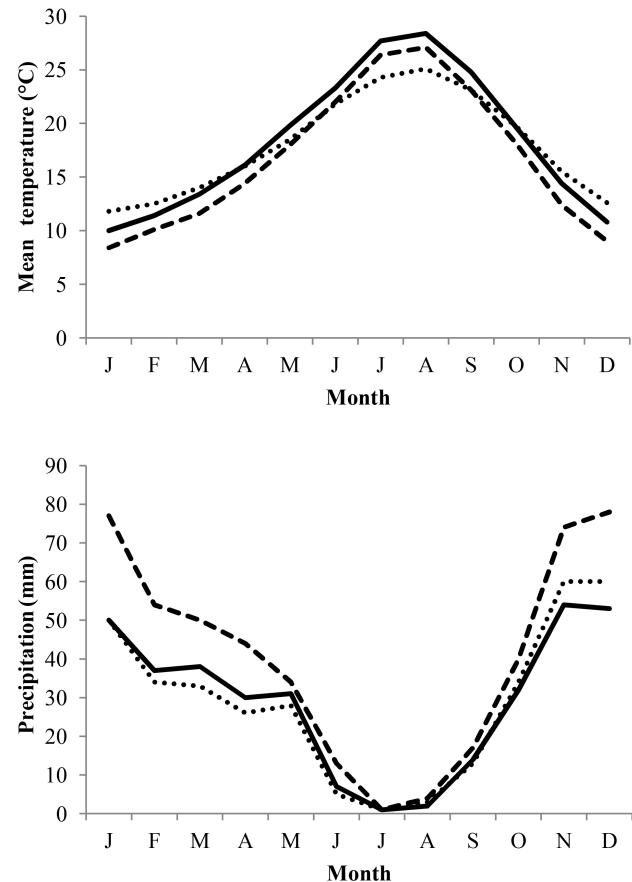 Mean temperature (°C)
30
25
20
15
10
5
0
J F M A M J J A S O N D
Month
Precipitation (mm)
90
80
70
60
50
40
30
20
10
0
J F M A M J J A S O N D
Month